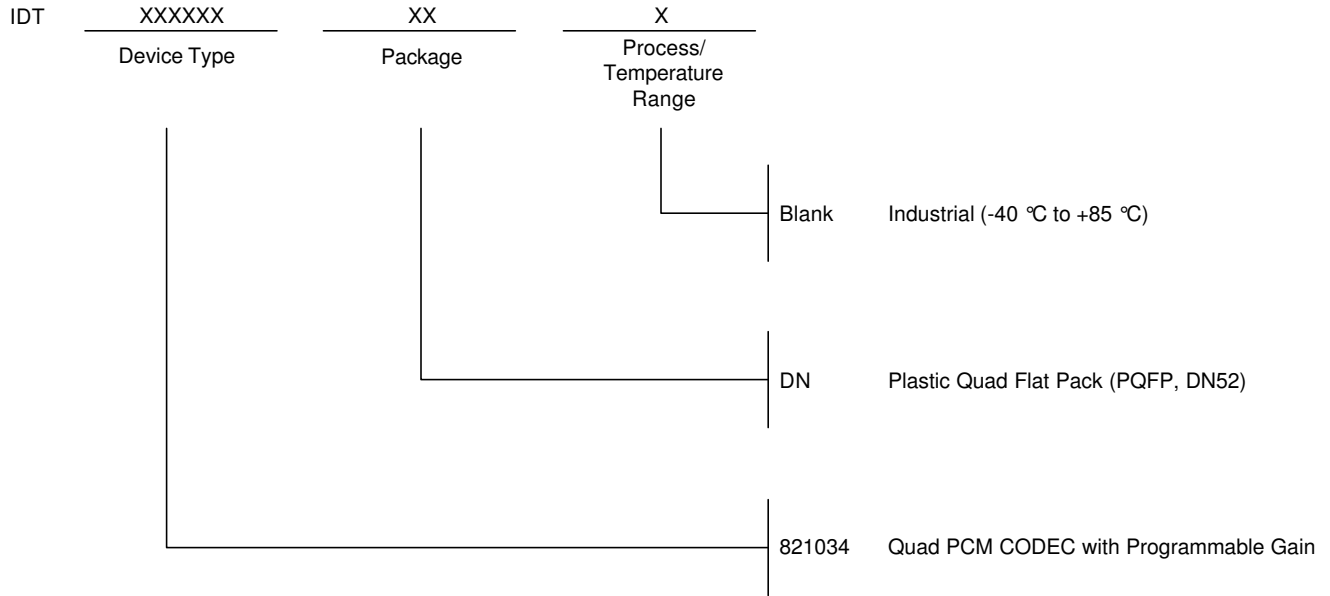 IDT XXXXXX XX X
Device Type Package Process/
Temperature
Range
Blank Industrial (-40 °C to +85 °C)
DN Plastic Quad Flat Pack (PQFP, DN52)
821034 Quad PCM CODEC with Programmable Gain